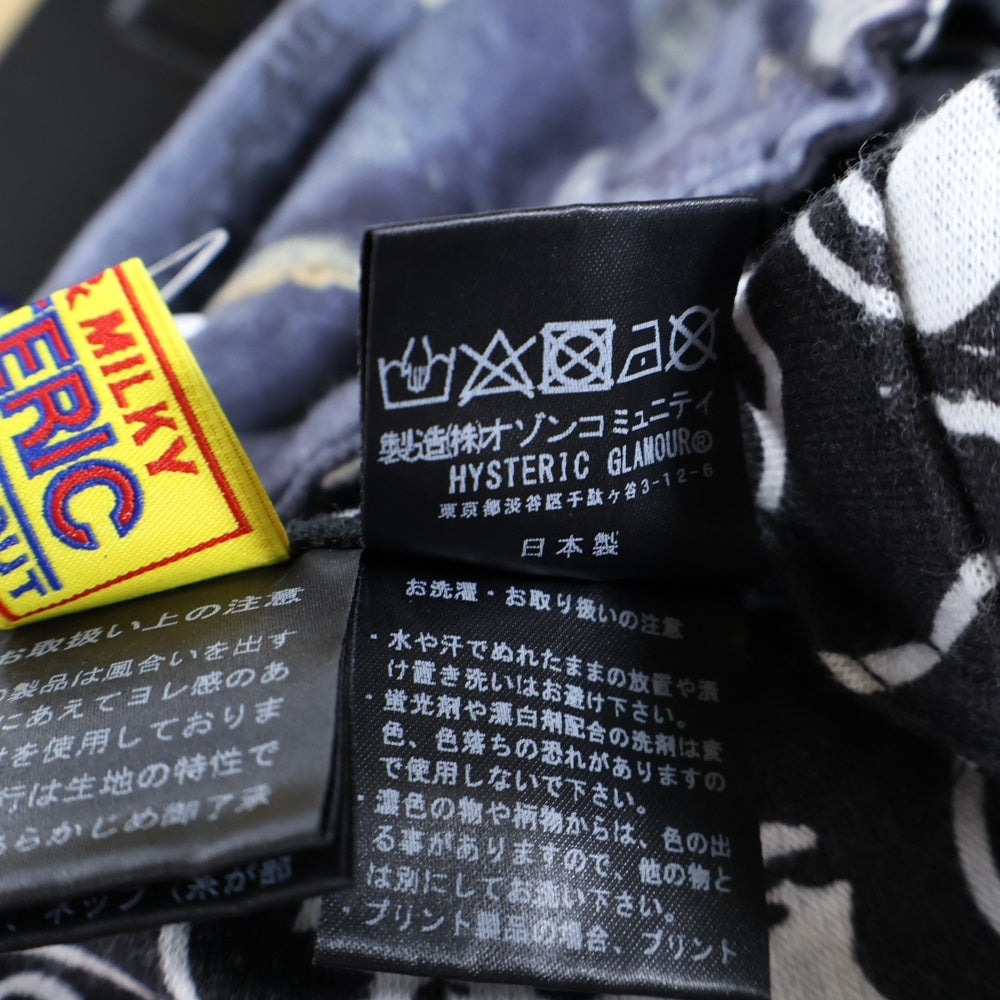 & MILKY
ERIC
製造(株)オゾンコミュニティ
HYSTERIC GLAMOUR®
東京都渋谷区千駄ヶ谷3-12-6
日本製
お洗濯・お取り扱いの注意
・水や汗でぬれたままの放置や漬
け置き洗いはお避け下さい。
・蛍光剤や漂白剤配合の洗剤は変
色、色落ちの恐れがありますの
で使用しないで下さい。
・濃色の物や柄物からは、色の出
る事がありますので、他の物と
は別にしてお洗い下さい。
・プリント製品の場合、プリント
お取扱い上の注意
製品は風合いを出す
にあえてヨレ感のあ
を使用しておりま
行は生地の特性で
らかじめ御了承
、ネップ（糸が節